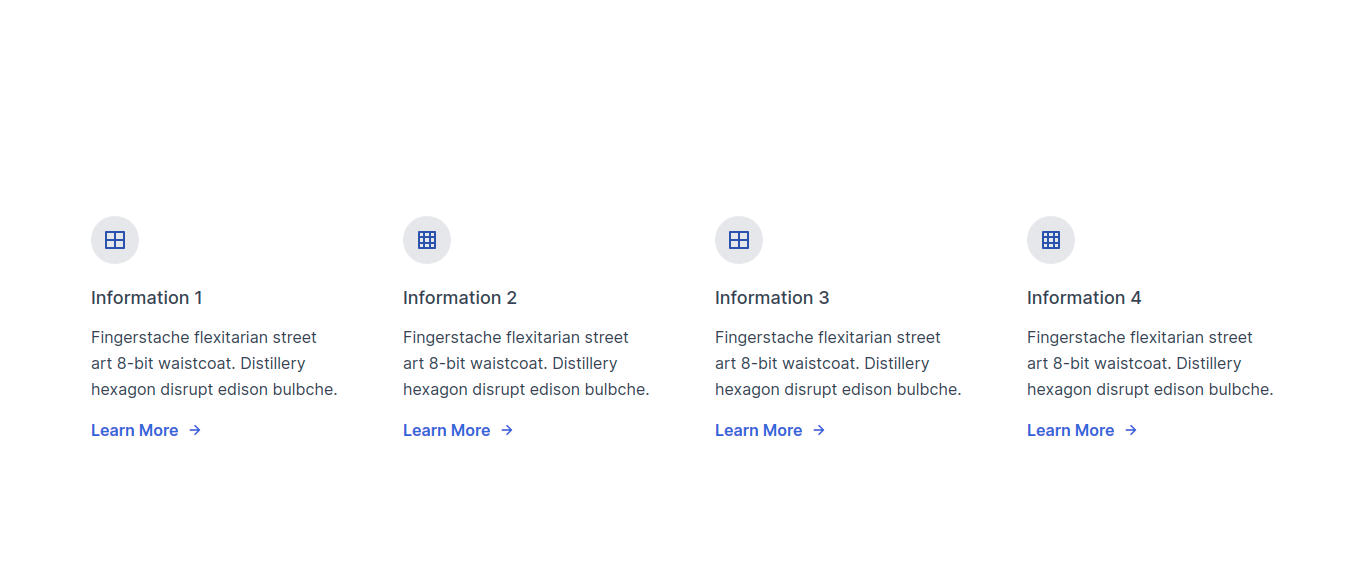 Information 1
Fingerstache flexitarian street
art 8-bit waistcoat. Distillery
hexagon disrupt edison bulbche.
Learn More
Information 2
Fingerstache flexitarian street
art 8-bit waistcoat. Distillery
hexagon disrupt edison bulbche.
Learn More
Information 3
Fingerstache flexitarian street
art 8-bit waistcoat. Distillery
hexagon disrupt edison bulbche.
Learn More
Information 4
Fingerstache flexitarian street
art 8-bit waistcoat. Distillery
hexagon disrupt edison bulbche.
Learn More